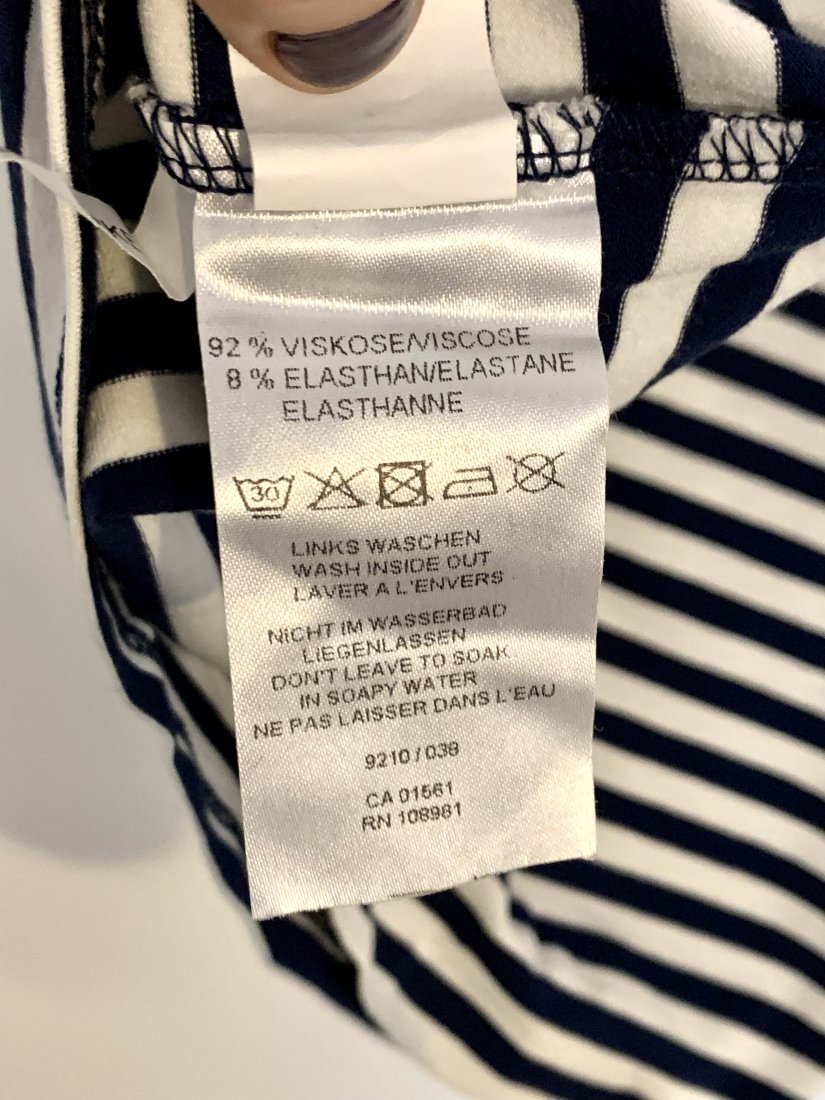 92 % VISKOSE/VISCOSE
8 % ELASTHAN/ELASTANE
ELASTHANNE
30
LINKS WASCHEN
WASH INSIDE OUT
LAVER A L'ENVERS
NICHT IM WASSERBAD
LIEGENLASSEN
DON'T LEAVE TO SOAK
IN SOAPY WATER
NE PAS LAISSER DANS L'EAU
9210 / 038
CA 01561
RN 108981